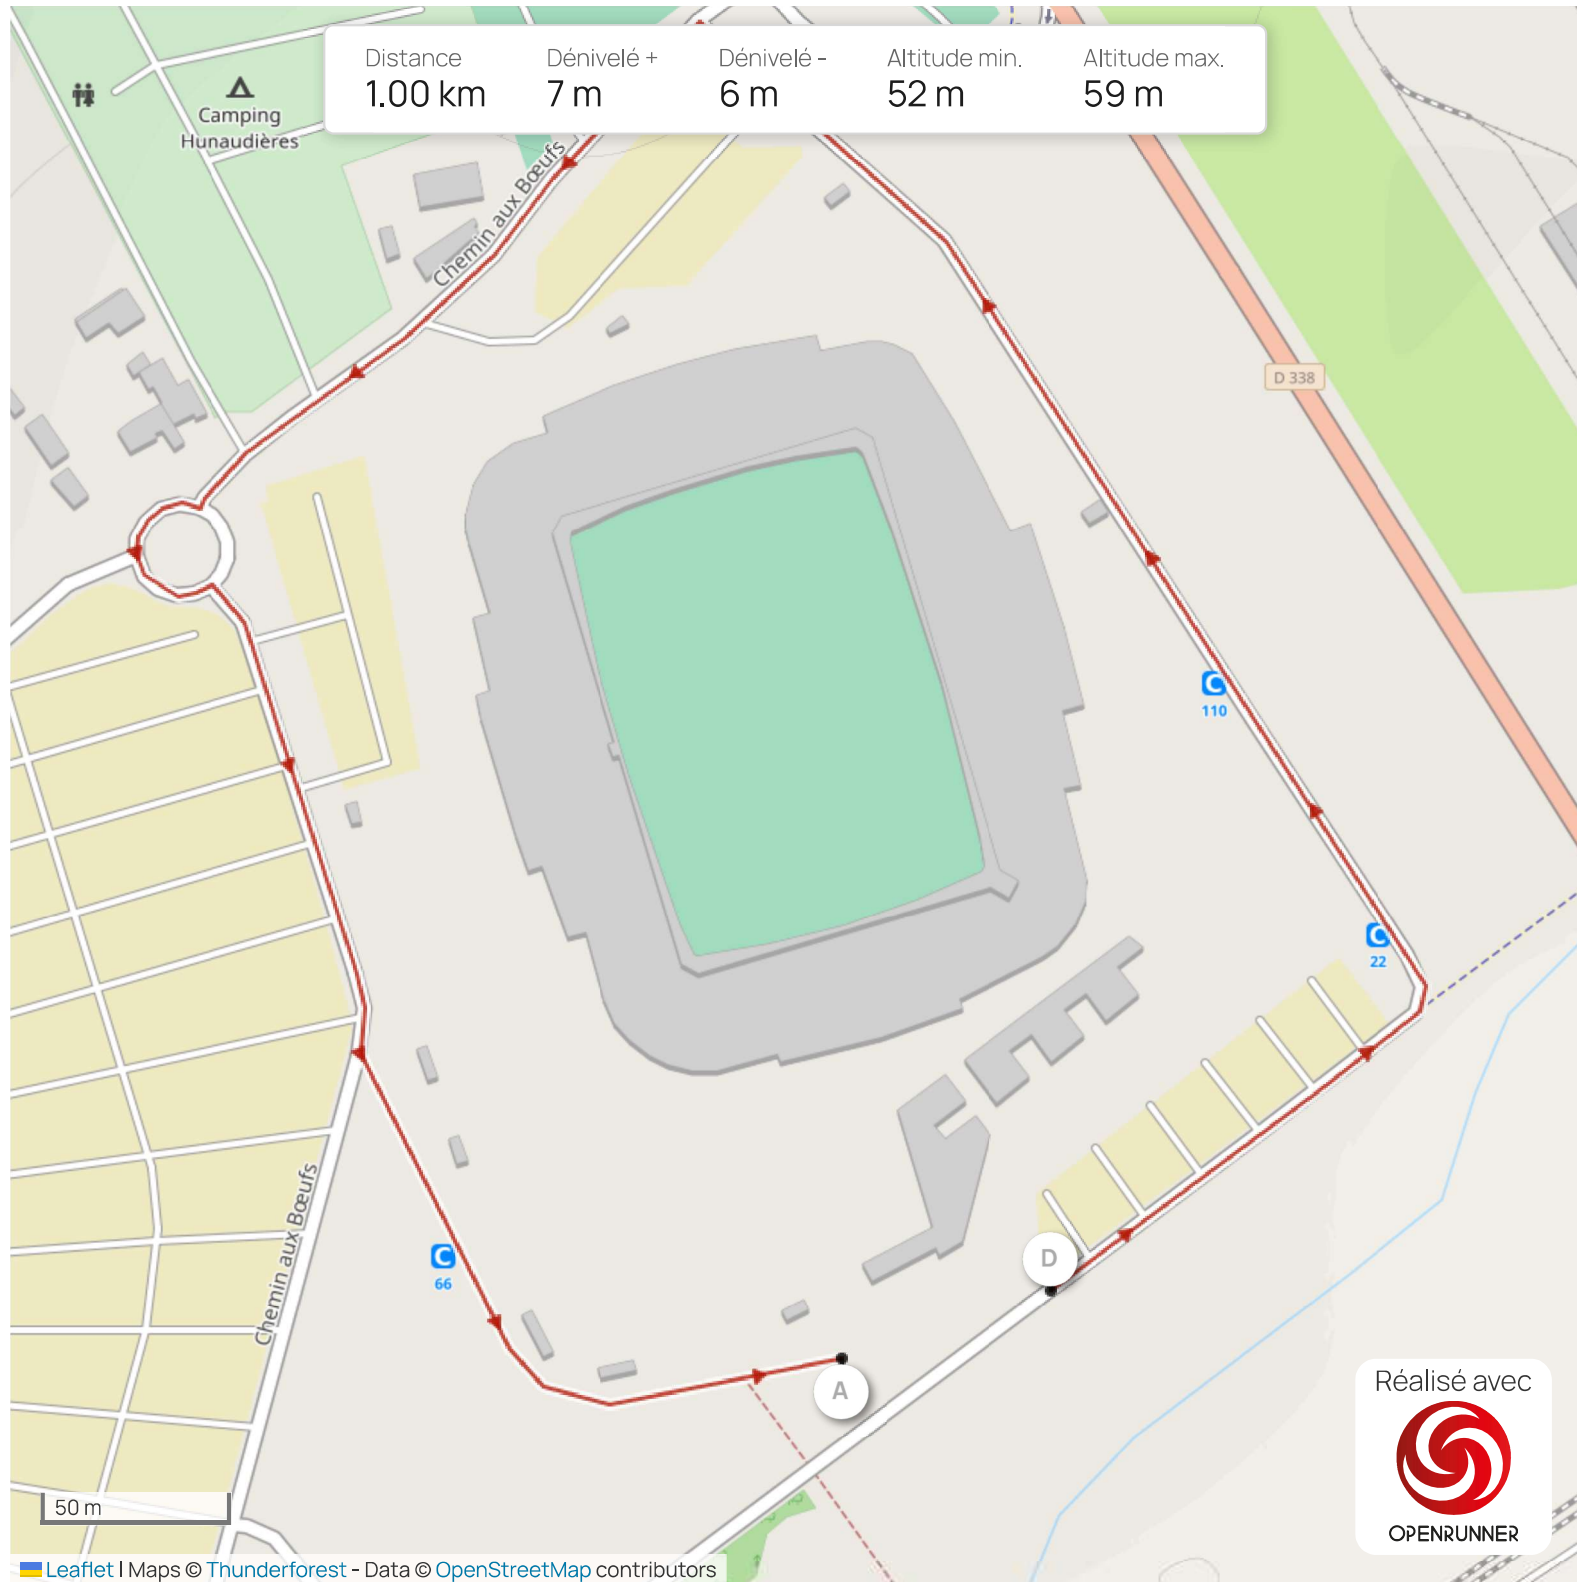 Distance
1.00 km
Dénivelé +
7 m
Dénivelé -
6 m
Altitude min.
52 m
Altitude max.
59 m
Camping
Hunaudières
Chemin aux Bœufs
D 338
C
110
C
22
C
66
Chemin aux Bœufs
D
A
Réalisé avec
OPENRUNNER
50 m
Leaflet | Maps © Thunderforest - Data © OpenStreetMap contributors